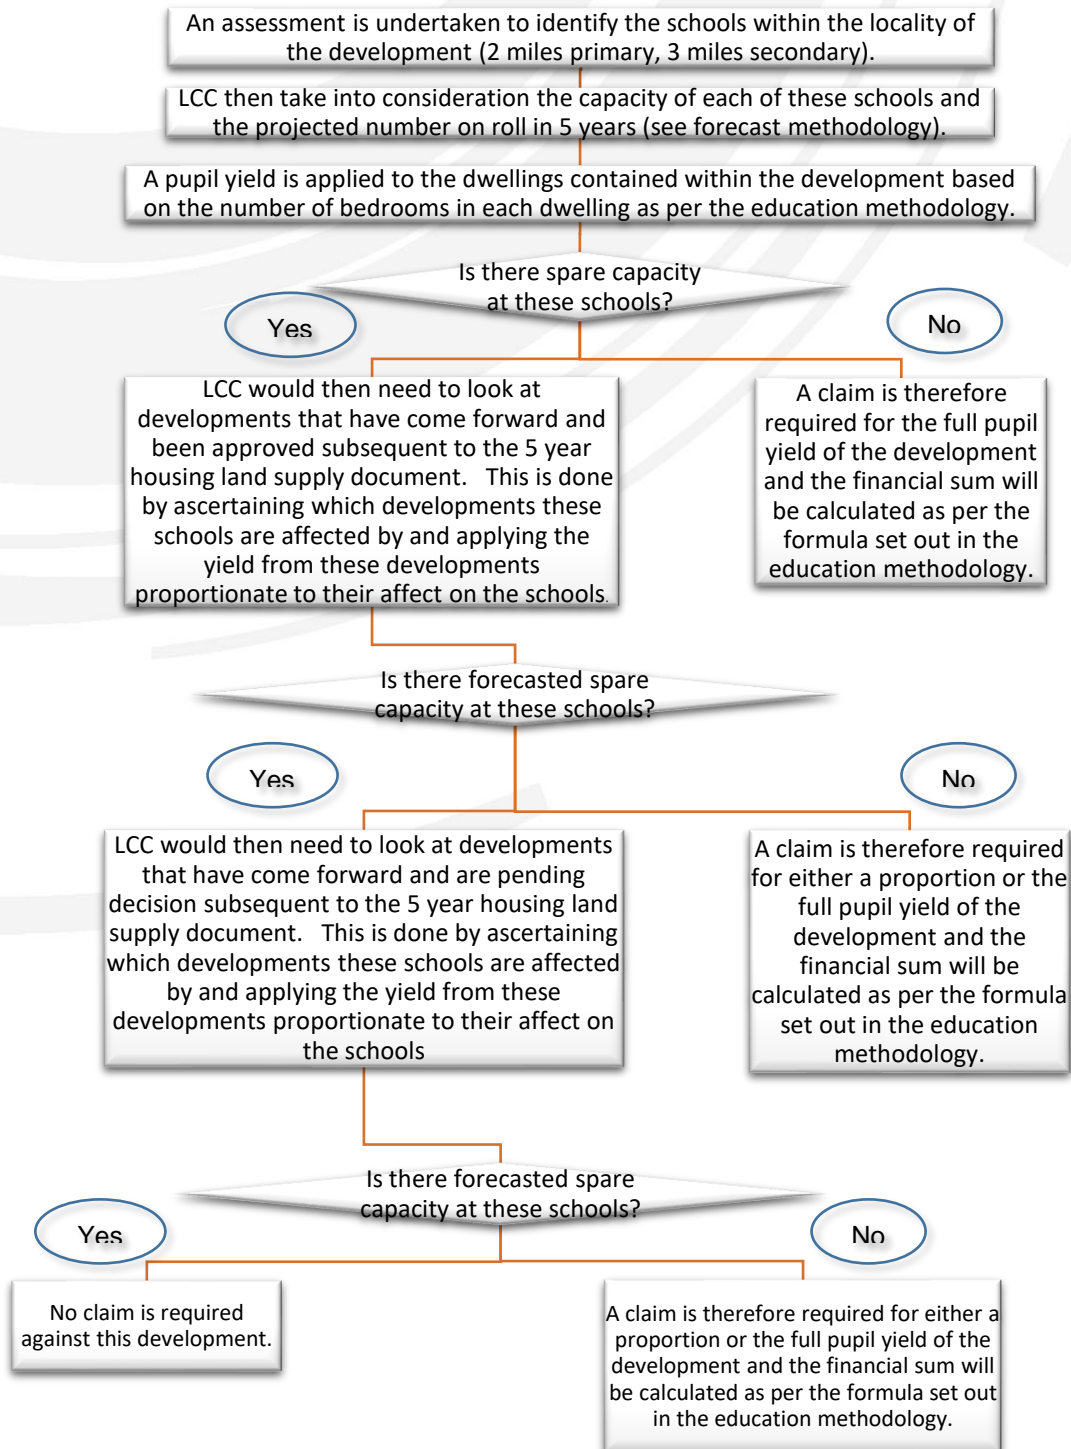 An assessment is undertaken to identify the schools within the locality of
the development (2 miles primary, 3 miles secondary).
LCC then take into consideration the capacity of each of these schools and
the projected number on roll in 5 years (see forecast methodology).
A pupil yield is applied to the dwellings contained within the development based
on the number of bedrooms in each dwelling as per the education methodology.
Is there spare capacity
at these schools?
Yes
No
LCC would then need to look at
developments that have come forward and
been approved subsequent to the 5 year
housing land supply document. This is done
by ascertaining which developments these
schools are affected by and applying the
yield from these developments
proportionate to their affect on the schools.
A claim is therefore
required for the full pupil
yield of the development
and the financial sum will
be calculated as per the
formula set out in the
education methodology.
Is there forecasted spare
capacity at these schools?
Yes
No
LCC would then need to look at developments
that have come forward and are pending
decision subsequent to the 5 year housing land
supply document. This is done by ascertaining
which developments these schools are affected
by and applying the yield from these
developments proportionate to their affect on
the schools
A claim is therefore required
for either a proportion or the
full pupil yield of the
development and the
financial sum will be
calculated as per the formula
set out in the education
methodology.
Is there forecasted spare
capacity at these schools?
Yes
No
No claim is required
against this development.
A claim is therefore required for either a
proportion or the full pupil yield of the
development and the financial sum will
be calculated as per the formula set out
in the education methodology.